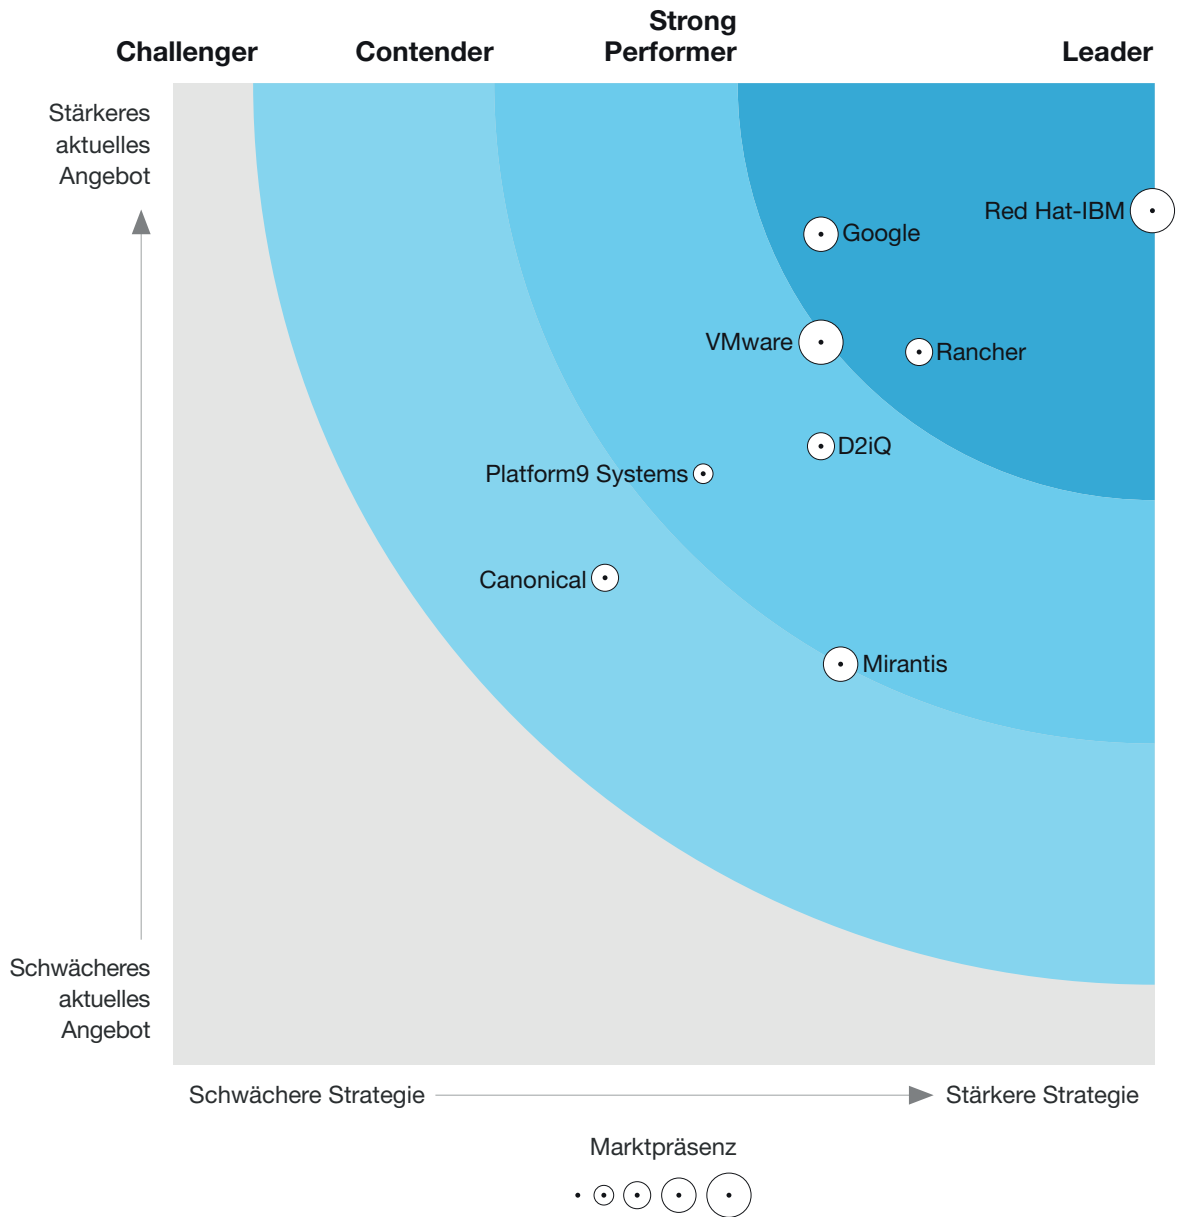 Challenger
Contender
Strong
Performer
Leader
Stärkeres
aktuelles
Angebot
Red Hat-IBM
Google
VMware
Rancher
D2iQ
Platform9 Systems
Canonical
Mirantis
Schwächeres
aktuelles
Angebot
Schwächere Strategie
Stärkere Strategie
Marktpräsenz